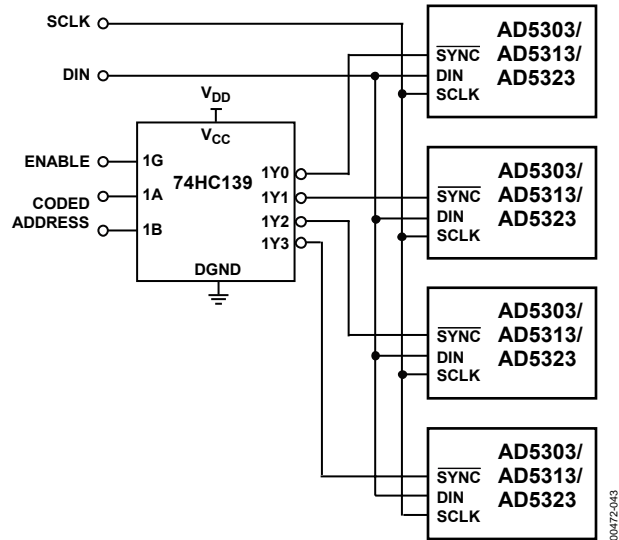 SCLK
DIN
VDD
VCC
ENABLE
1G
CODED
ADDRESS
1A
1B
74HC139
1Y0
1Y1
1Y2
1Y3
DGND
AD5303/
AD5313/
AD5323
SYNC
DIN
SCLK
AD5303/
AD5313/
AD5323
SYNC
DIN
SCLK
AD5303/
AD5313/
AD5323
SYNC
DIN
SCLK
AD5303/
AD5313/
AD5323
SYNC
DIN
SCLK
00472-043